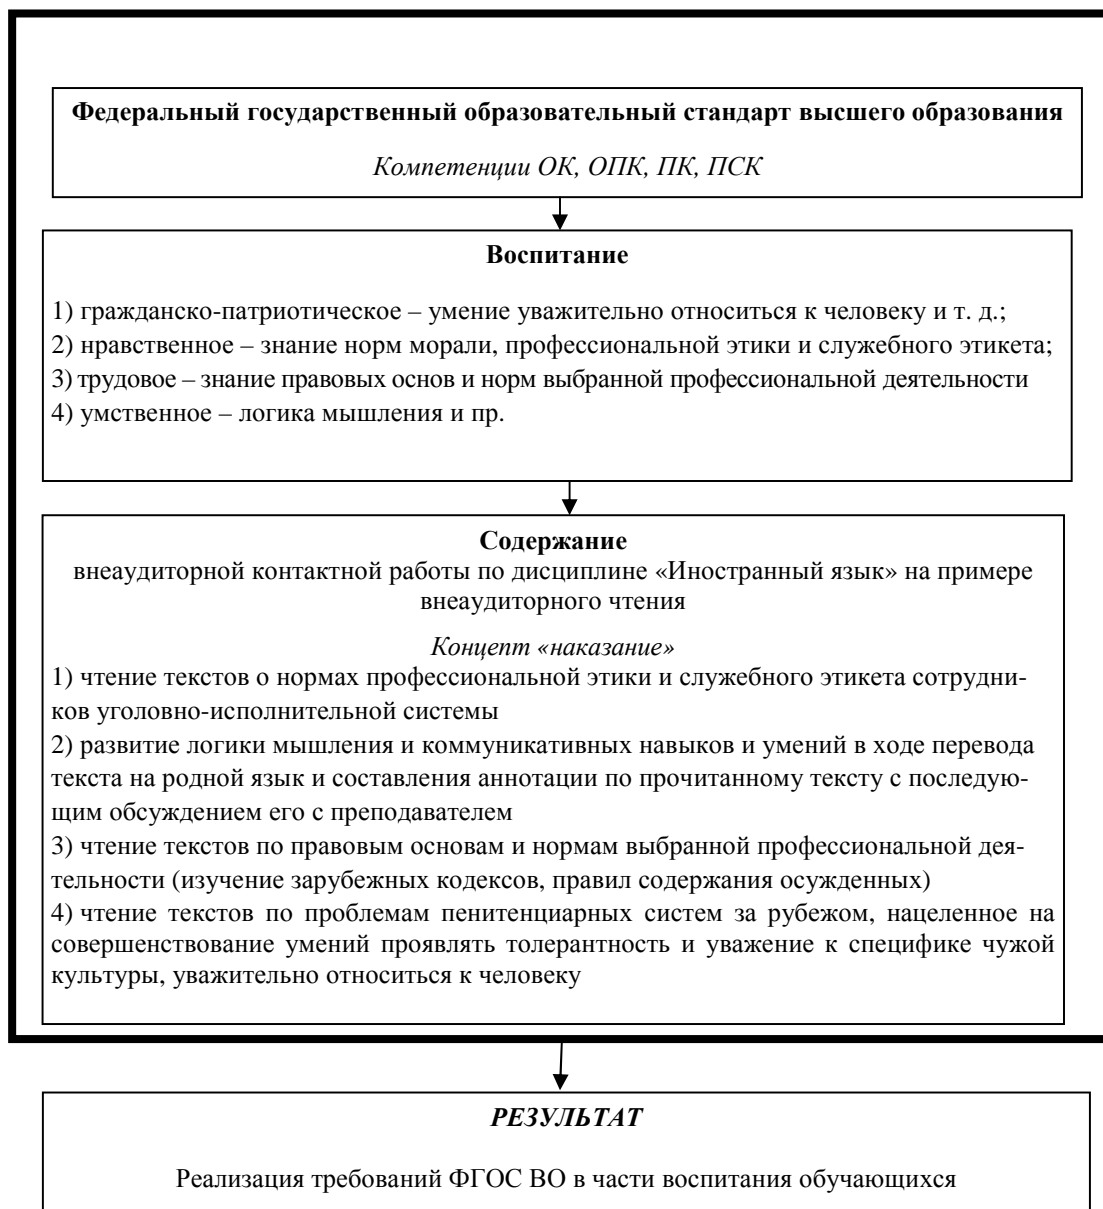 Федеральный государственный образовательный стандарт высшего образования
Компетенции ОК, ОПК, ПК, ПСК
Воспитание
1) гражданско-патриотическое – умение уважительно относиться к человеку и т. д.;
2) нравственное – знание норм морали, профессиональной этики и служебного этикета;
3) трудовое – знание правовых основ и норм выбранной профессиональной деятельности
4) умственное – логика мышления и пр.
Содержание
внеаудиторной контактной работы по дисциплине «Иностранный язык» на примере
внеаудиторного чтения
Концепт «наказание»
1) чтение текстов о нормах профессиональной этики и служебного этикета сотрудни-
ков уголовно-исполнительной системы
2) развитие логики мышления и коммуникативных навыков и умений в ходе перевода
текста на родной язык и составления аннотации по прочитанному тексту с последую-
щим обсуждением его с преподавателем
3) чтение текстов по правовым основам и нормам выбранной профессиональной дея-
тельности (изучение зарубежных кодексов, правил содержания осужденных)
4) чтение текстов по проблемам пенитенциарных систем за рубежом, нацеленное на
совершенствование умений проявлять толерантность и уважение к специфике чужой
культуры, уважительно относиться к человеку
РЕЗУЛЬТАТ
Реализация требований ФГОС ВО в части воспитания обучающихся